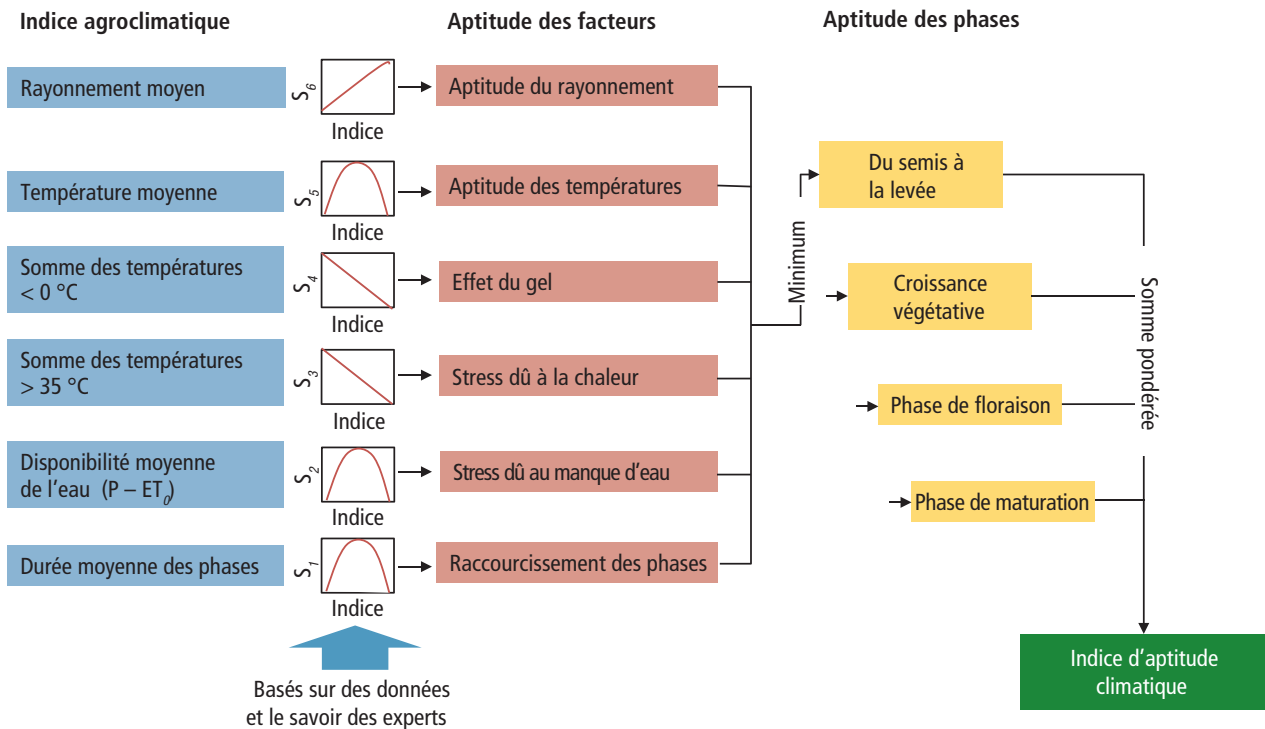 Indice agroclimatique
Aptitude des facteurs
Aptitude des phases
Rayonnement moyen
S6
Indice
Aptitude du rayonnement
Température moyenne
S5
Indice
Aptitude des températures
Somme des températures
< 0 °C
S4
Indice
Effet du gel
Somme des températures
> 35 °C
S3
Indice
Stress dû à la chaleur
Disponibilité moyenne
de l'eau (P – ET0)
S2
Indice
Stress dû au manque d'eau
Durée moyenne des phases
S1
Indice
Raccourcissement des phases
Basés sur des données
et le savoir des experts
Minimum
Du semis à
la levée
Croissance
végétative
Phase de floraison
Phase de maturation
Somme pondérée
Indice d'aptitude
climatique